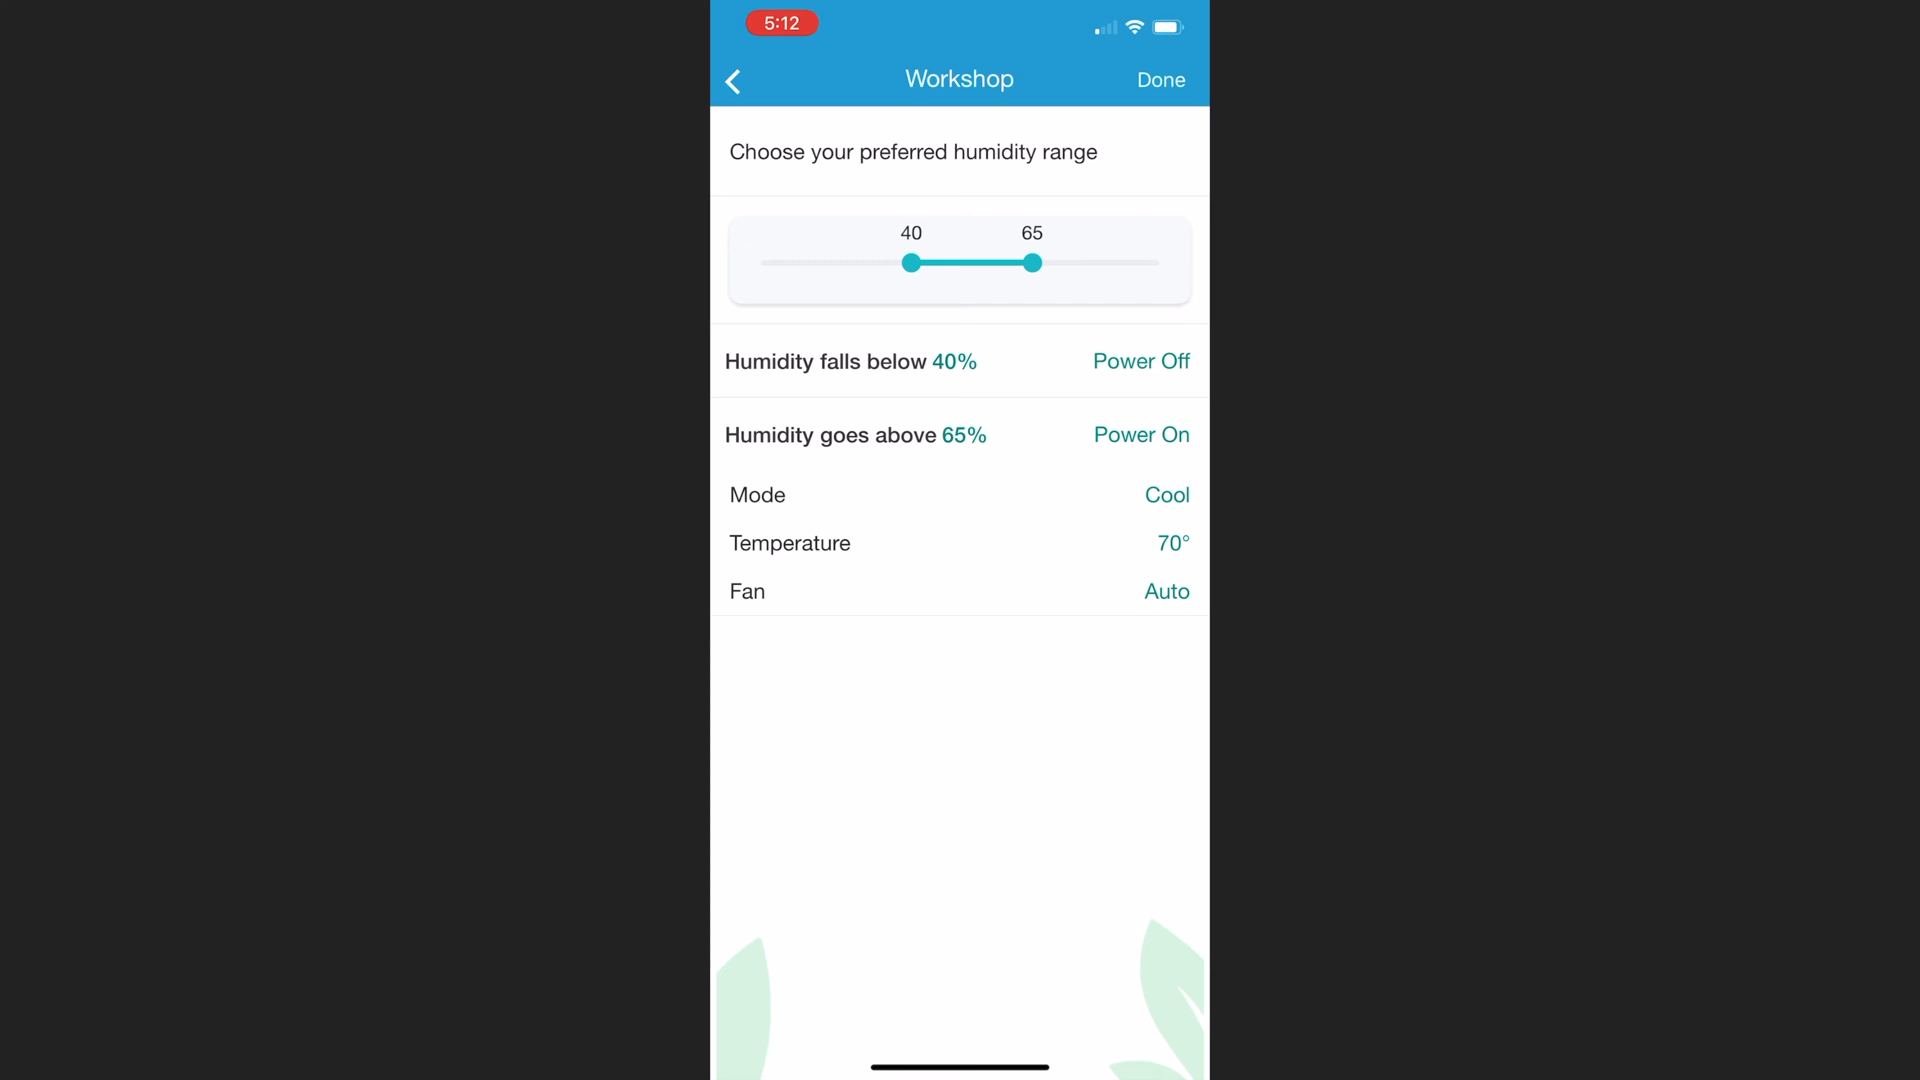 5:12
Workshop
Done
Choose your preferred humidity range
40 65
Humidity falls below 40% Power Off
Humidity goes above 65% Power On
Mode Cool
Temperature 70°
Fan Auto